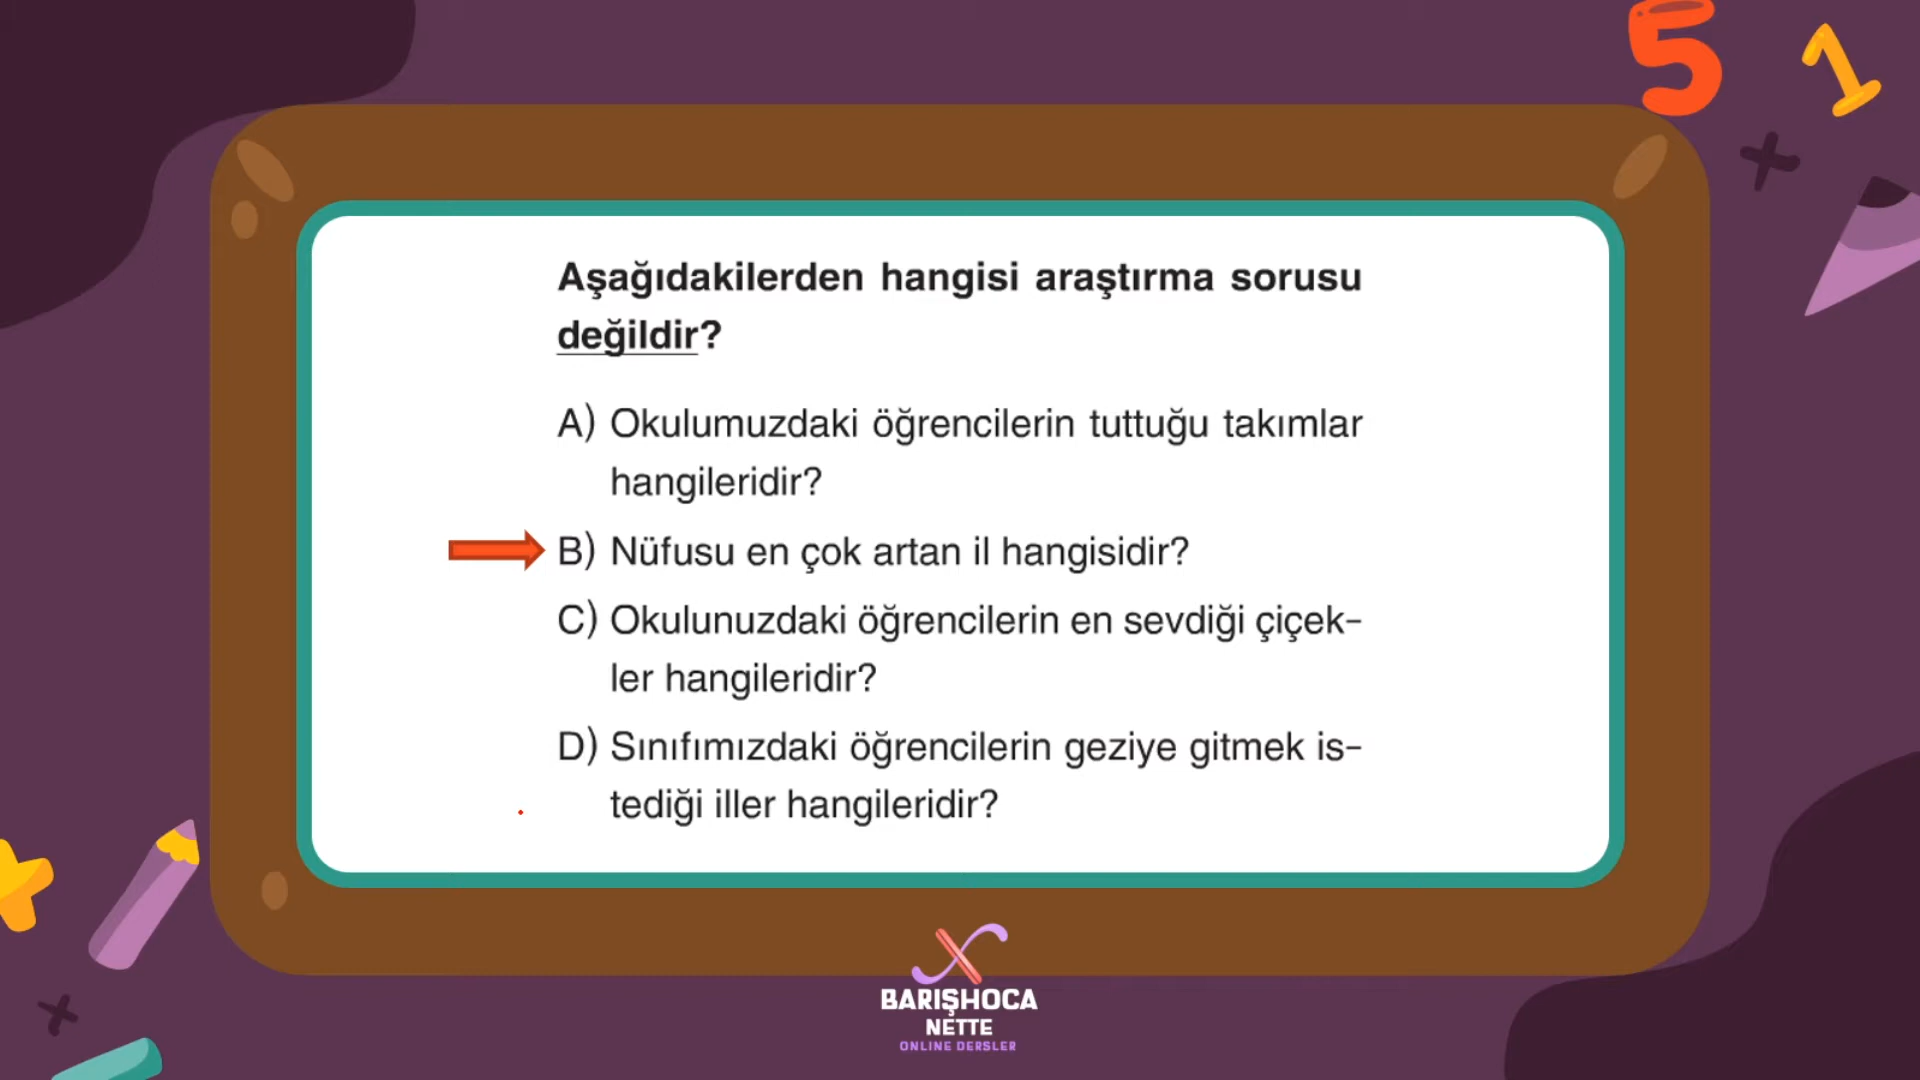 5 1
Aşağıdakilerden hangisi araştırma sorusu
değildir?
A) Okulumuzdaki öğrencilerin tuttuğu takımlar
hangileridir?
B) Nüfusu en çok artan il hangisidir?
C) Okulunuzdaki öğrencilerin en sevdiği çiçek-
ler hangileridir?
D) Sınıfımızdaki öğrencilerin geziye gitmek is-
tediği iller hangileridir?
BARIŞHOCA
NETTE
ONLINE DERSLER